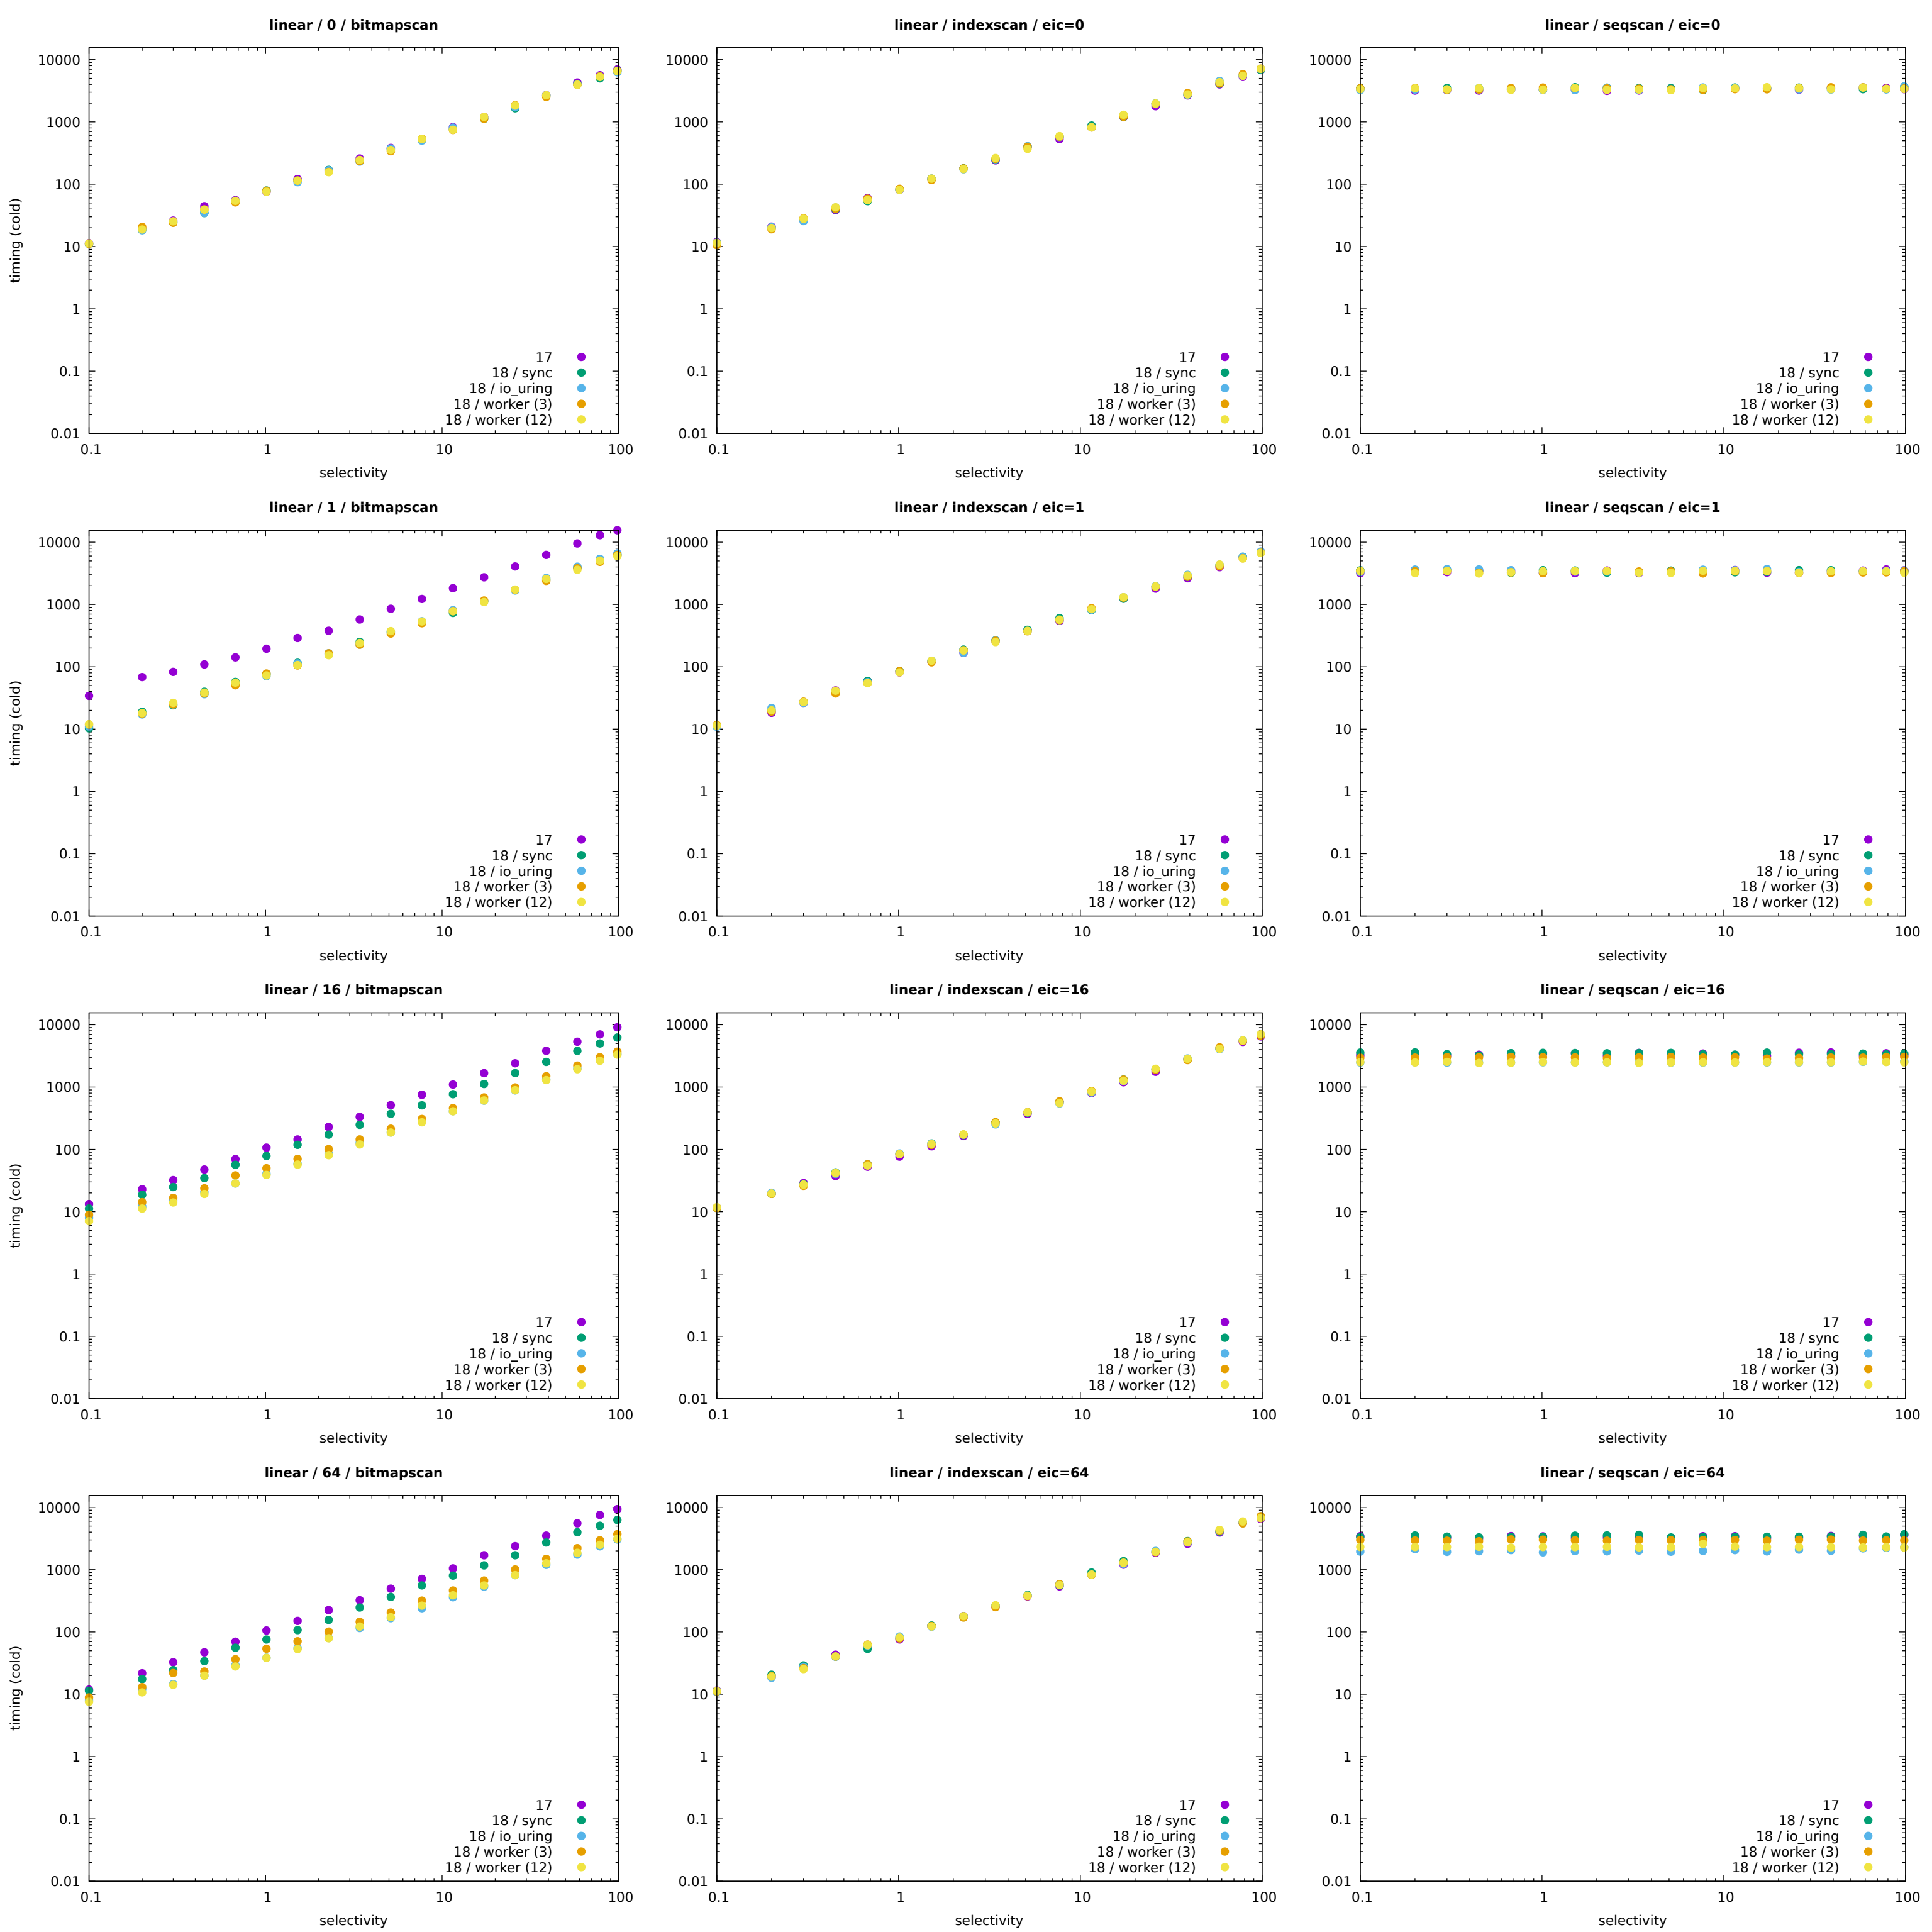 linear / 0 / bitmapscan
timing (cold)
10000
1000
100
10
1
0.1
0.01
17
18 / sync
18 / io_uring
18 / worker (3)
18 / worker (12)
0.1 1 10 100
selectivity
linear / indexscan / eic=0
10000
1000
100
10
1
0.1
0.01
17
18 / sync
18 / io_uring
18 / worker (3)
18 / worker (12)
0.1 1 10 100
selectivity
linear / seqscan / eic=0
10000
1000
100
10
1
0.1
0.01
17
18 / sync
18 / io_uring
18 / worker (3)
18 / worker (12)
0.1 1 10 100
selectivity
linear / 1 / bitmapscan
timing (cold)
10000
1000
100
10
1
0.1
0.01
17
18 / sync
18 / io_uring
18 / worker (3)
18 / worker (12)
0.1 1 10 100
selectivity
linear / indexscan / eic=1
10000
1000
100
10
1
0.1
0.01
17
18 / sync
18 / io_uring
18 / worker (3)
18 / worker (12)
0.1 1 10 100
selectivity
linear / seqscan / eic=1
10000
1000
100
10
1
0.1
0.01
17
18 / sync
18 / io_uring
18 / worker (3)
18 / worker (12)
0.1 1 10 100
selectivity
linear / 16 / bitmapscan
timing (cold)
10000
1000
100
10
1
0.1
0.01
17
18 / sync
18 / io_uring
18 / worker (3)
18 / worker (12)
0.1 1 10 100
selectivity
linear / indexscan / eic=16
10000
1000
100
10
1
0.1
0.01
17
18 / sync
18 / io_uring
18 / worker (3)
18 / worker (12)
0.1 1 10 100
selectivity
linear / seqscan / eic=16
10000
1000
100
10
1
0.1
0.01
17
18 / sync
18 / io_uring
18 / worker (3)
18 / worker (12)
0.1 1 10 100
selectivity
linear / 64 / bitmapscan
timing (cold)
10000
1000
100
10
1
0.1
0.01
17
18 / sync
18 / io_uring
18 / worker (3)
18 / worker (12)
0.1 1 10 100
selectivity
linear / indexscan / eic=64
10000
1000
100
10
1
0.1
0.01
17
18 / sync
18 / io_uring
18 / worker (3)
18 / worker (12)
0.1 1 10 100
selectivity
linear / seqscan / eic=64
10000
1000
100
10
1
0.1
0.01
17
18 / sync
18 / io_uring
18 / worker (3)
18 / worker (12)
0.1 1 10 100
selectivity